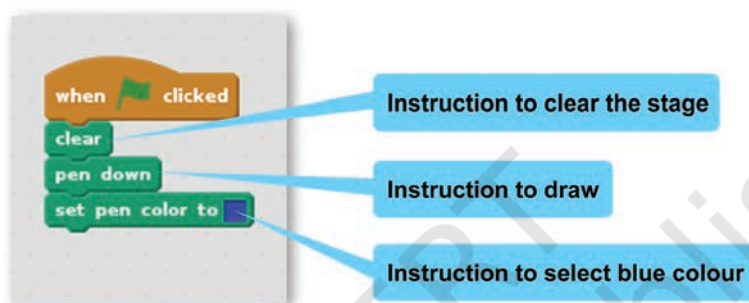 when clicked
clear
pen down
set pen color to
Instruction to clear the stage
Instruction to draw
Instruction to select blue colour